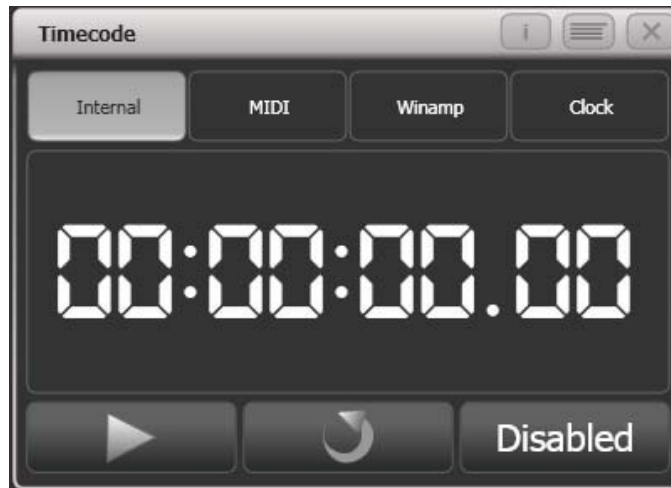 Timecode
i
Internal MIDI Winamp Clock
00:00:00.00
Disabled